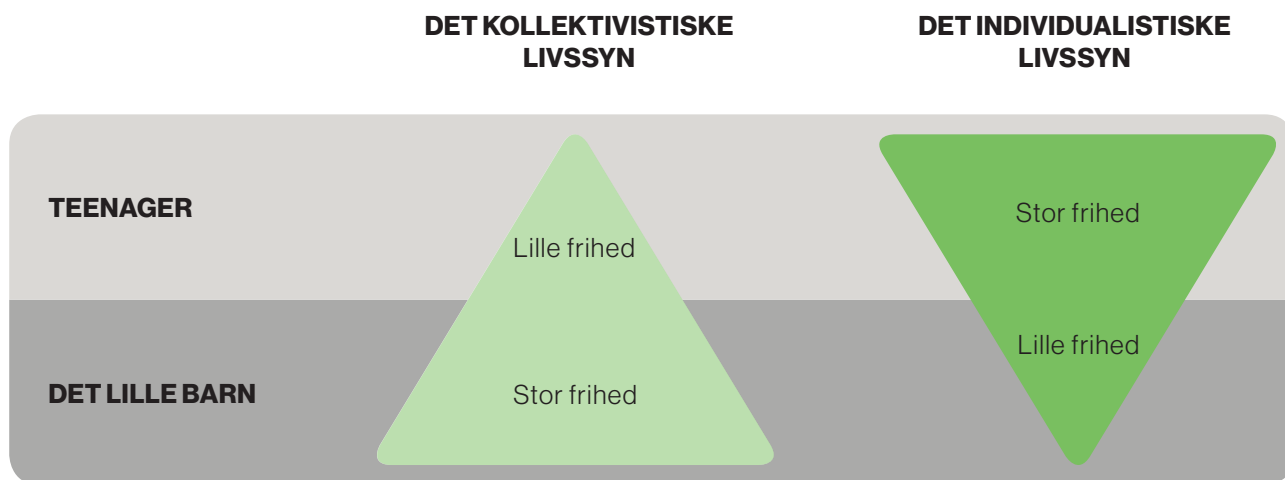 DET KOLLEKTIVISTISKE
LIVSSYN
DET INDIVIDUALISTISKE
LIVSSYN
TEENAGER
Lille frihed
Stor frihed
DET LILLE BARN
Stor frihed
Lille frihed